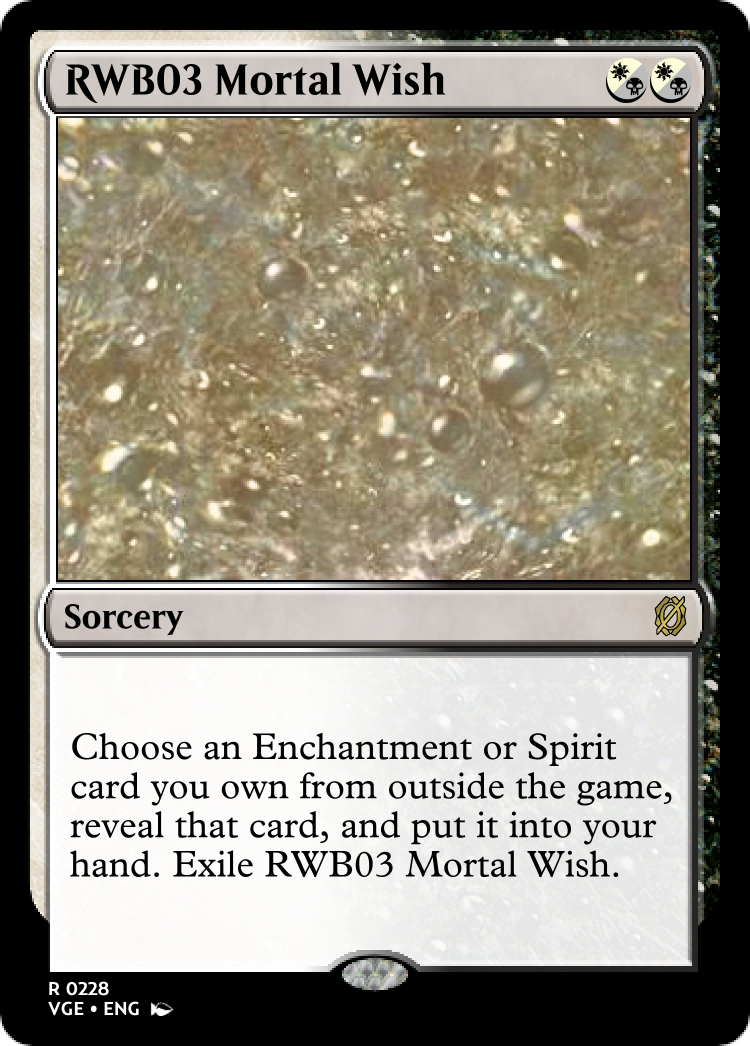 RWB03 Mortal Wish
Sorcery
Choose an Enchantment or Spirit
card you own from outside the game,
reveal that card, and put it into your
hand. Exile RWB03 Mortal Wish.
R 0228
VGE • ENG